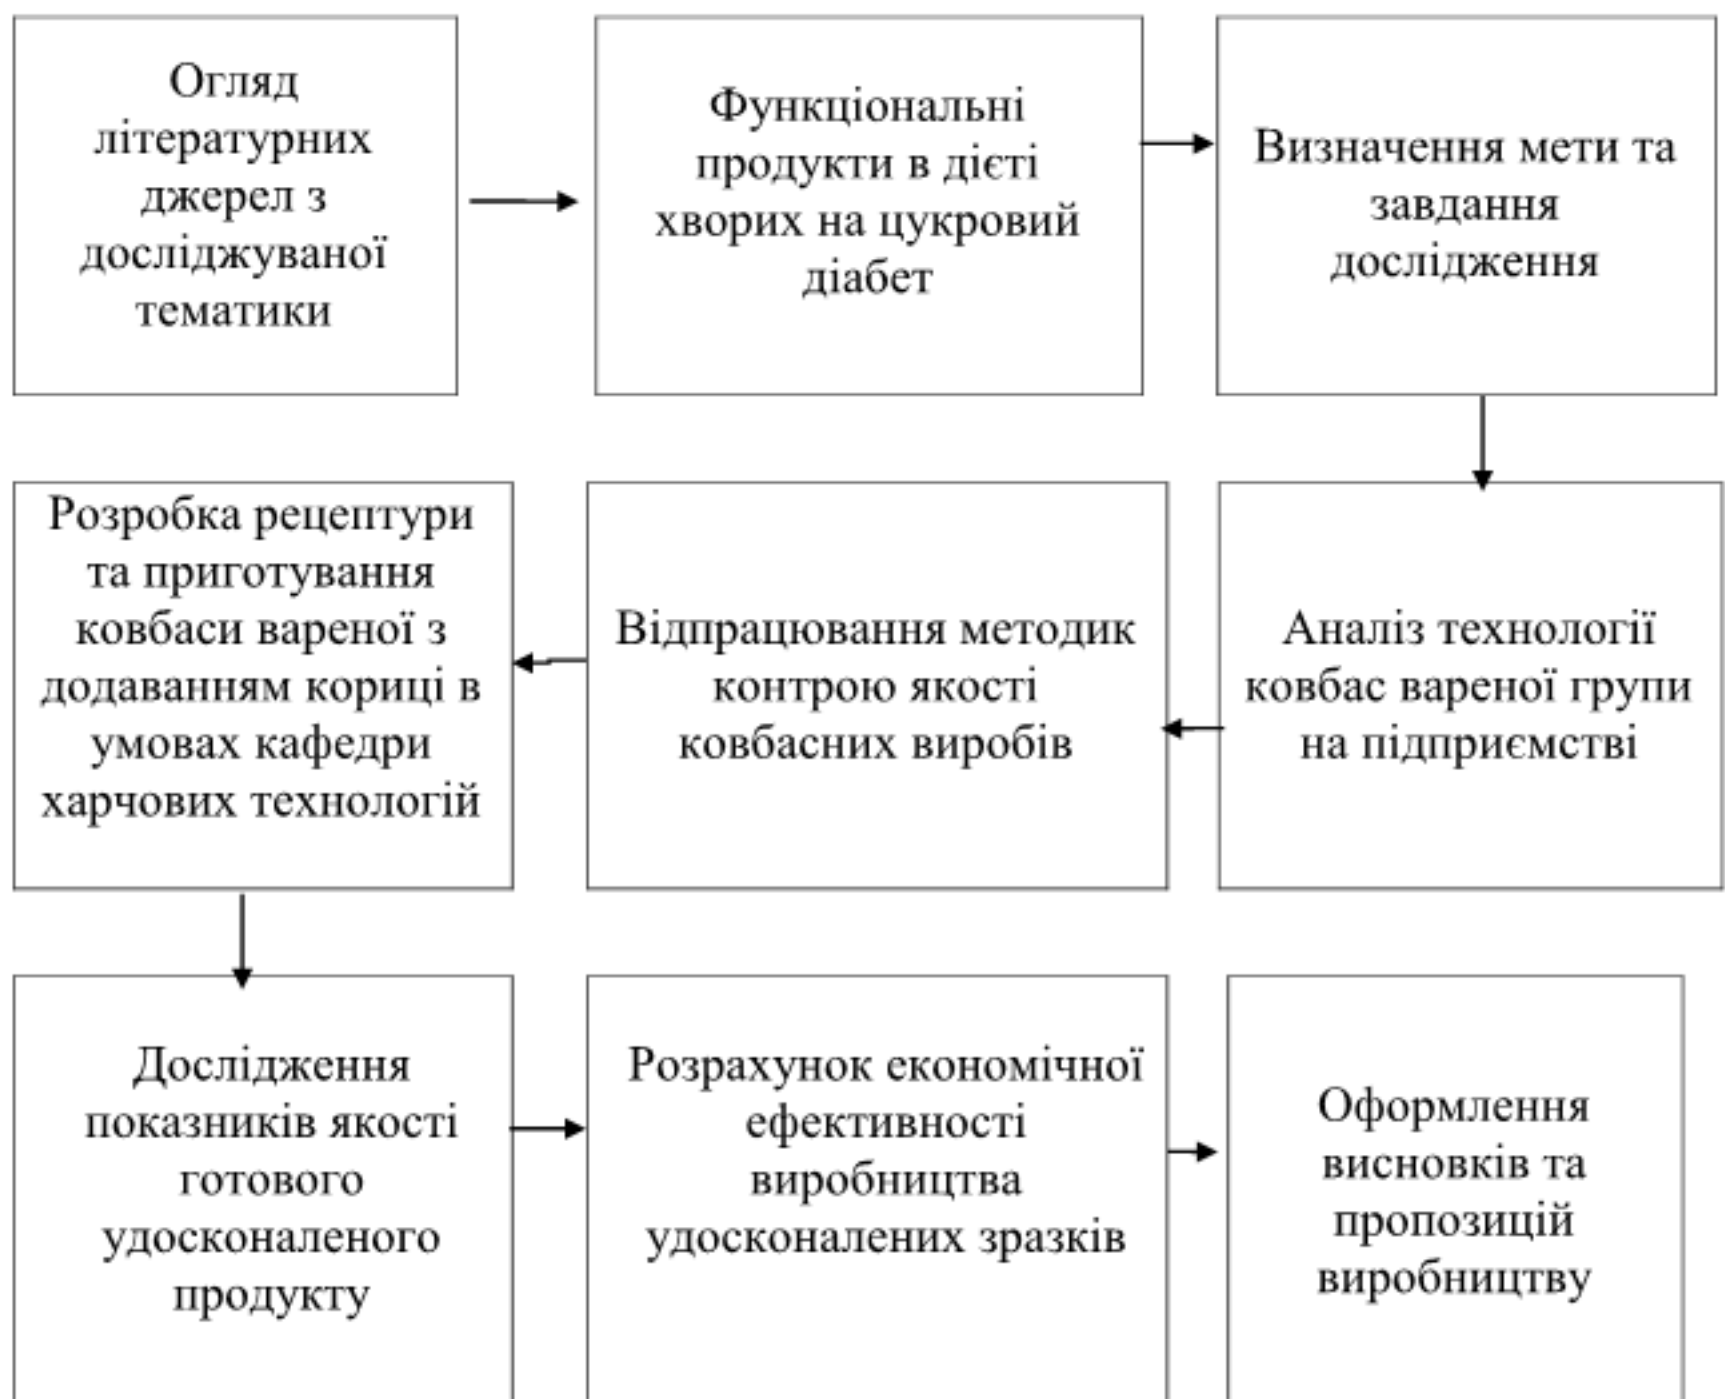 Огляд
літературних
джерел з
досліджуваної
тематики
Функціональні
продукти в дієті
хворих на цукровий
діабет
Визначення мети та
завдання
дослідження
Аналіз технології
ковбас вареної групи
на підприємстві
Відпрацювання методик
контрою якості
ковбасних виробів
Розробка рецептури
та приготування
ковбаси вареної з
додаванням кориці в
умовах кафедри
харчових технологій
Дослідження
показників якості
готового
удосконаленого
продукту
Розрахунок економічної
ефективності
виробництва
удосконалених зразків
Оформлення
висновків та
пропозицій
виробництву